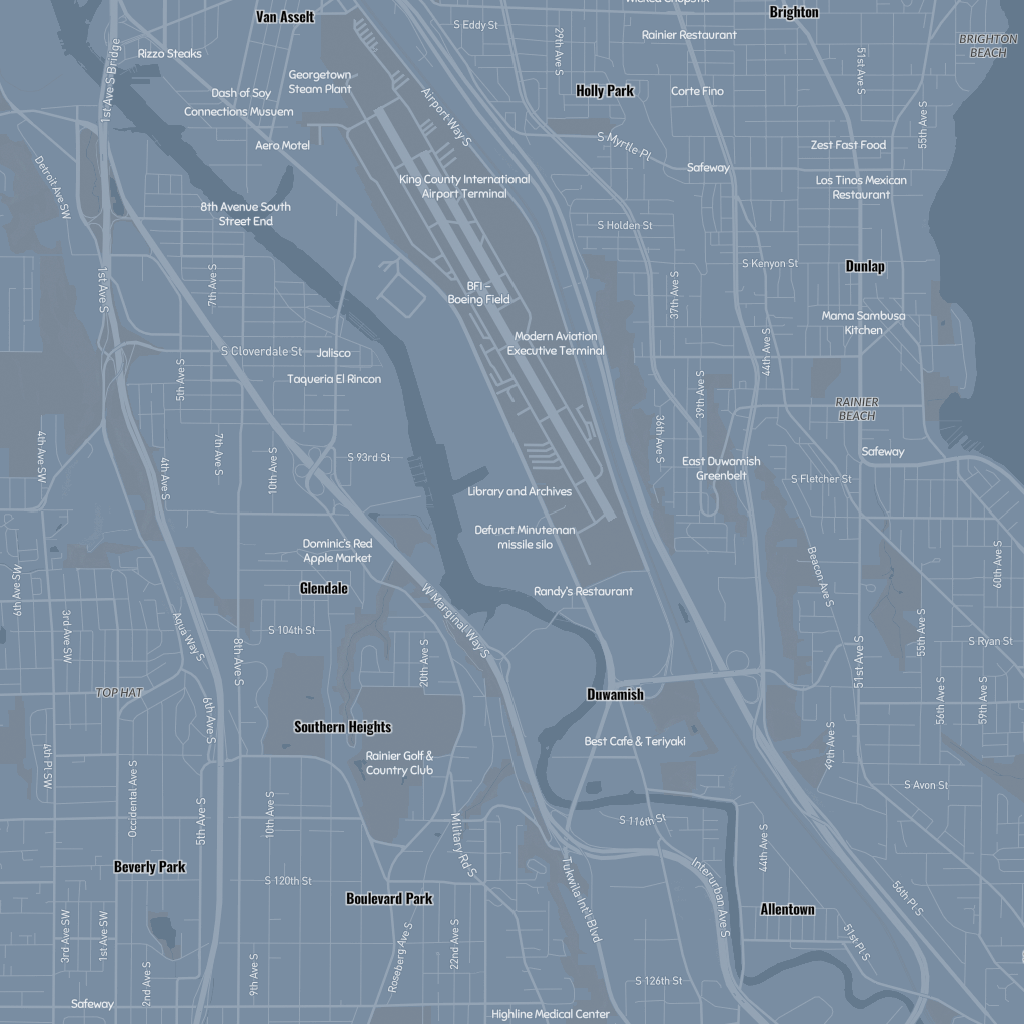 Wicked Chopstix
Van Asselt
Brighton
S Eddy St
29th Ave S
Rainier Restaurant
BRIGHTON
BEACH
1st Ave S Bridge
Rizzo Steaks
51st Ave S
Georgetown
Steam Plant
Dash of Soy
Holly Park
Corte Fino
Connections Musuem
Airport Way S
55th Ave S
Aero Motel
S Myrtle Pl
Zest Fast Food
Safeway
Detroit Ave SW
King County International
Airport Terminal
Los Tinos Mexican
Restaurant
8th Avenue South
Street End
S Holden St
S Kenyon St
Dunlap
1st Ave S
7th Ave S
BFI –
Boeing Field
37th Ave S
Mama Sambusa
Kitchen
Modern Aviation
Executive Terminal
S Cloverdale St
Jalisco
44th Ave S
5th Ave S
Taqueria El Rincon
39th Ave S
RAINIER
BEACH
4th Ave SW
7th Ave S
36th Ave S
S 93rd St
10th Ave S
4th Ave S
Safeway
East Duwamish
Greenbelt
S Fletcher St
Library and Archives
Defunct Minuteman
missile silo
Dominic's Red
Apple Market
60th Ave S
Beacon Ave S
6th Ave SW
Glendale
Randy's Restaurant
W Marginal Way S
3rd Ave SW
Aqua Way S
S 104th St
55th Ave S
S Ryan St
8th Ave S
20th Ave S
51st Ave S
TOP HAT
Duwamish
56th Ave S
59th Ave S
6th Ave S
Southern Heights
Best Cafe & Teriyaki
49th Ave S
4th Pl SW
Rainier Golf &
Country Club
S Avon St
Occidental Ave S
10th Ave S
5th Ave S
S 116th St
Military Rd S
44th Ave S
Beverly Park
S 120th St
Interurban Ave S
Boulevard Park
Tukwila Int'l Blvd
56th Pl S
Allentown
3rd Ave SW
1st Ave SW
22nd Ave S
51st Pl S
Roseberg Ave S
9th Ave S
2nd Ave S
S 126th St
Safeway
Highline Medical Center